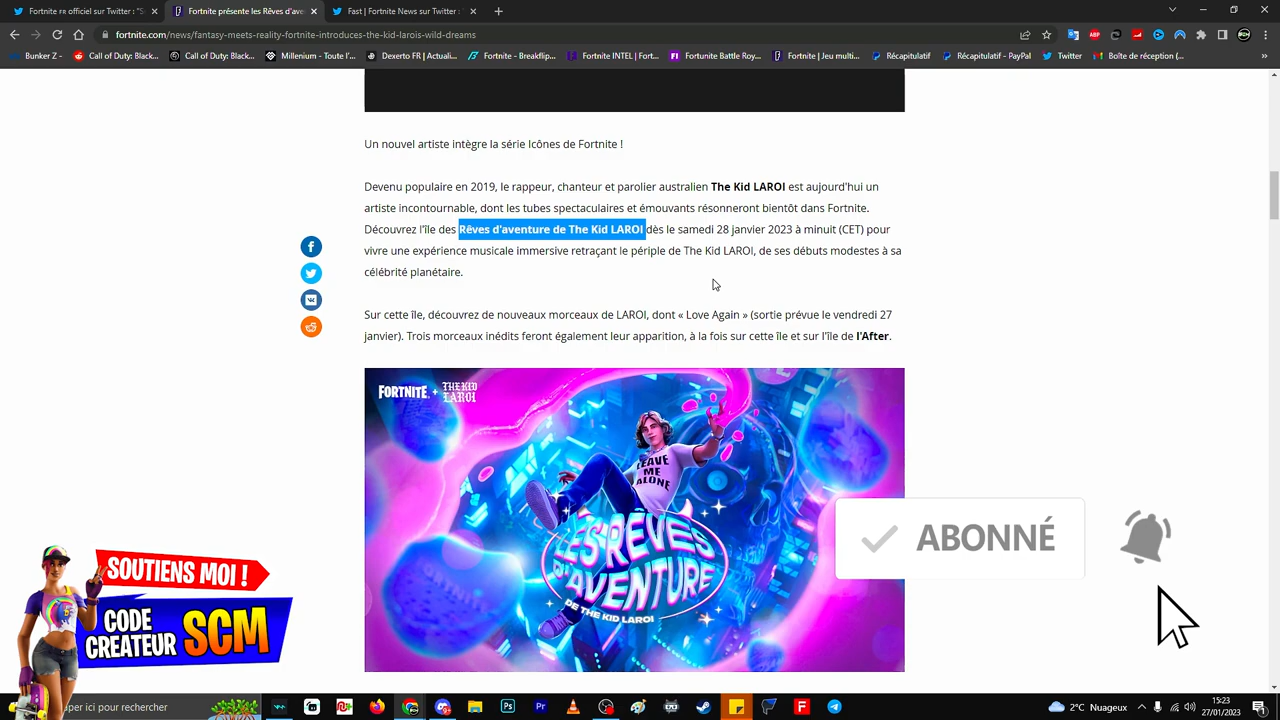 Fortnite FR officiel sur Twitter : "S
Fortnite présente les Rêves d'aven
Fast | Fortnite News sur Twitter :
fortnite.com/news/fantasy-meets-reality-fortnite-introduces-the-kid-larois-wild-dreams
Bunker Z -
Call of Duty: Black...
Call of Duty: Black...
Millenium - Toute l'...
Dexerto FR | Actuali...
Fortnite - Breakflip...
Fortnite INTEL | Fort...
Fortunite Battle Roy...
Fortnite | Jeu multi...
Récapitulatif
Récapitulatif - PayPal
Twitter
Boîte de réception (...
Un nouvel artiste intègre la série Icônes de Fortnite !
Devenu populaire en 2019, le rappeur, chanteur et parolier australien The Kid LAROI est aujourd'hui un
artiste incontournable, dont les tubes spectaculaires et émouvants résonneront bientôt dans Fortnite.
Découvrez l'île des Rêves d'aventure de The Kid LAROI dès le samedi 28 janvier 2023 à minuit (CET) pour
vivre une expérience musicale immersive retraçant le périple de The Kid LAROI, de ses débuts modestes à sa
célébrité planétaire.
Sur cette île, découvrez de nouveaux morceaux de LAROI, dont « Love Again » (sortie prévue le vendredi 27
janvier). Trois morceaux inédits feront également leur apparition, à la fois sur cette île et sur l'île de l'After.
FORTNITE + THE KID
LAROI
LEAVE
ME
ALONE
LES RÊVES
D'AVENTURE
DE THE KID LAROI
ABONNÉ
SOUTIENS MOI !
CODE
CREATEUR SCM
aper ici pour rechercher
2°C Nuageux
15:23
27/01/2023